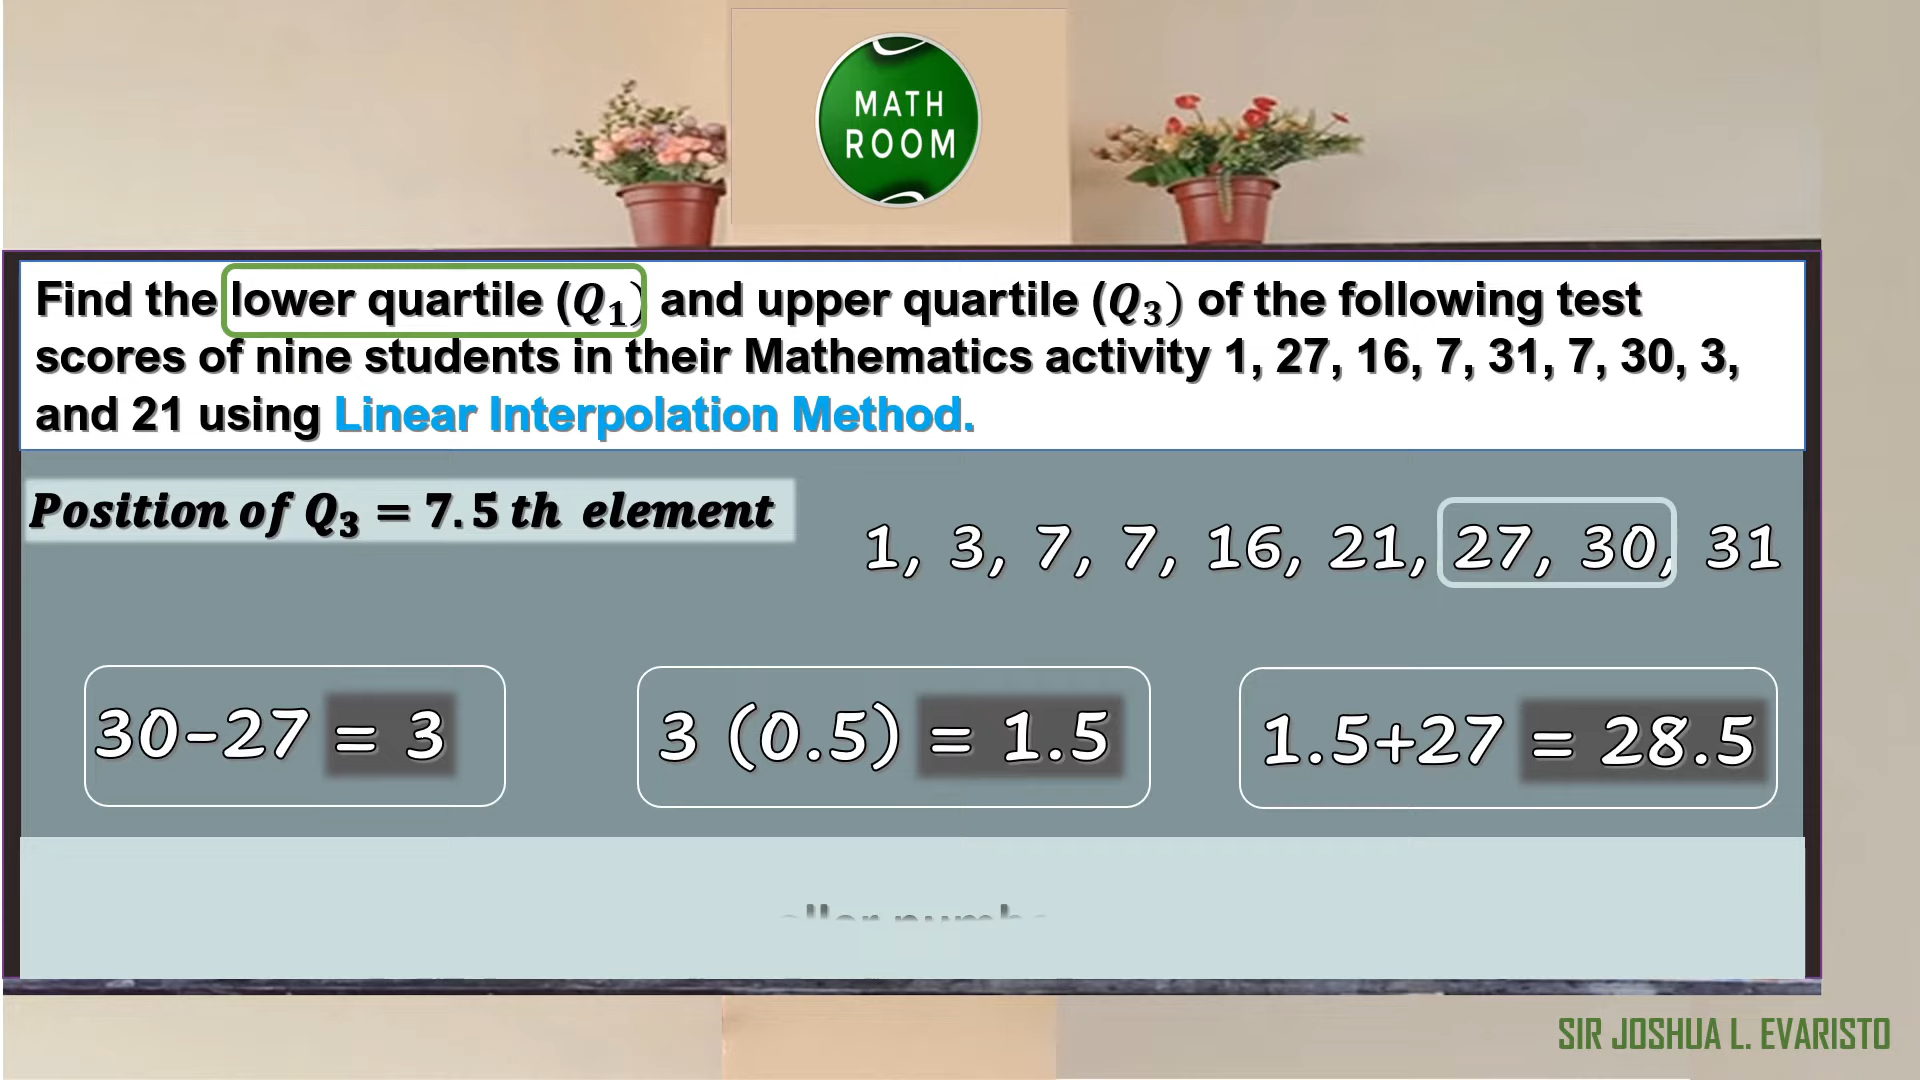 MATH
ROOM
Find the lower quartile (Q₁) and upper quartile (Q₃) of the following test
scores of nine students in their Mathematics activity 1, 27, 16, 7, 31, 7, 30, 3,
and 21 using Linear Interpolation Method.
Position of Q₃ = 7.5 th element
1, 3, 7, 7, 16, 21, 27, 30, 31
30-27 = 3
3 (0.5) = 1.5
1.5+27 = 28.5
SIR JOSHUA L. EVARISTO